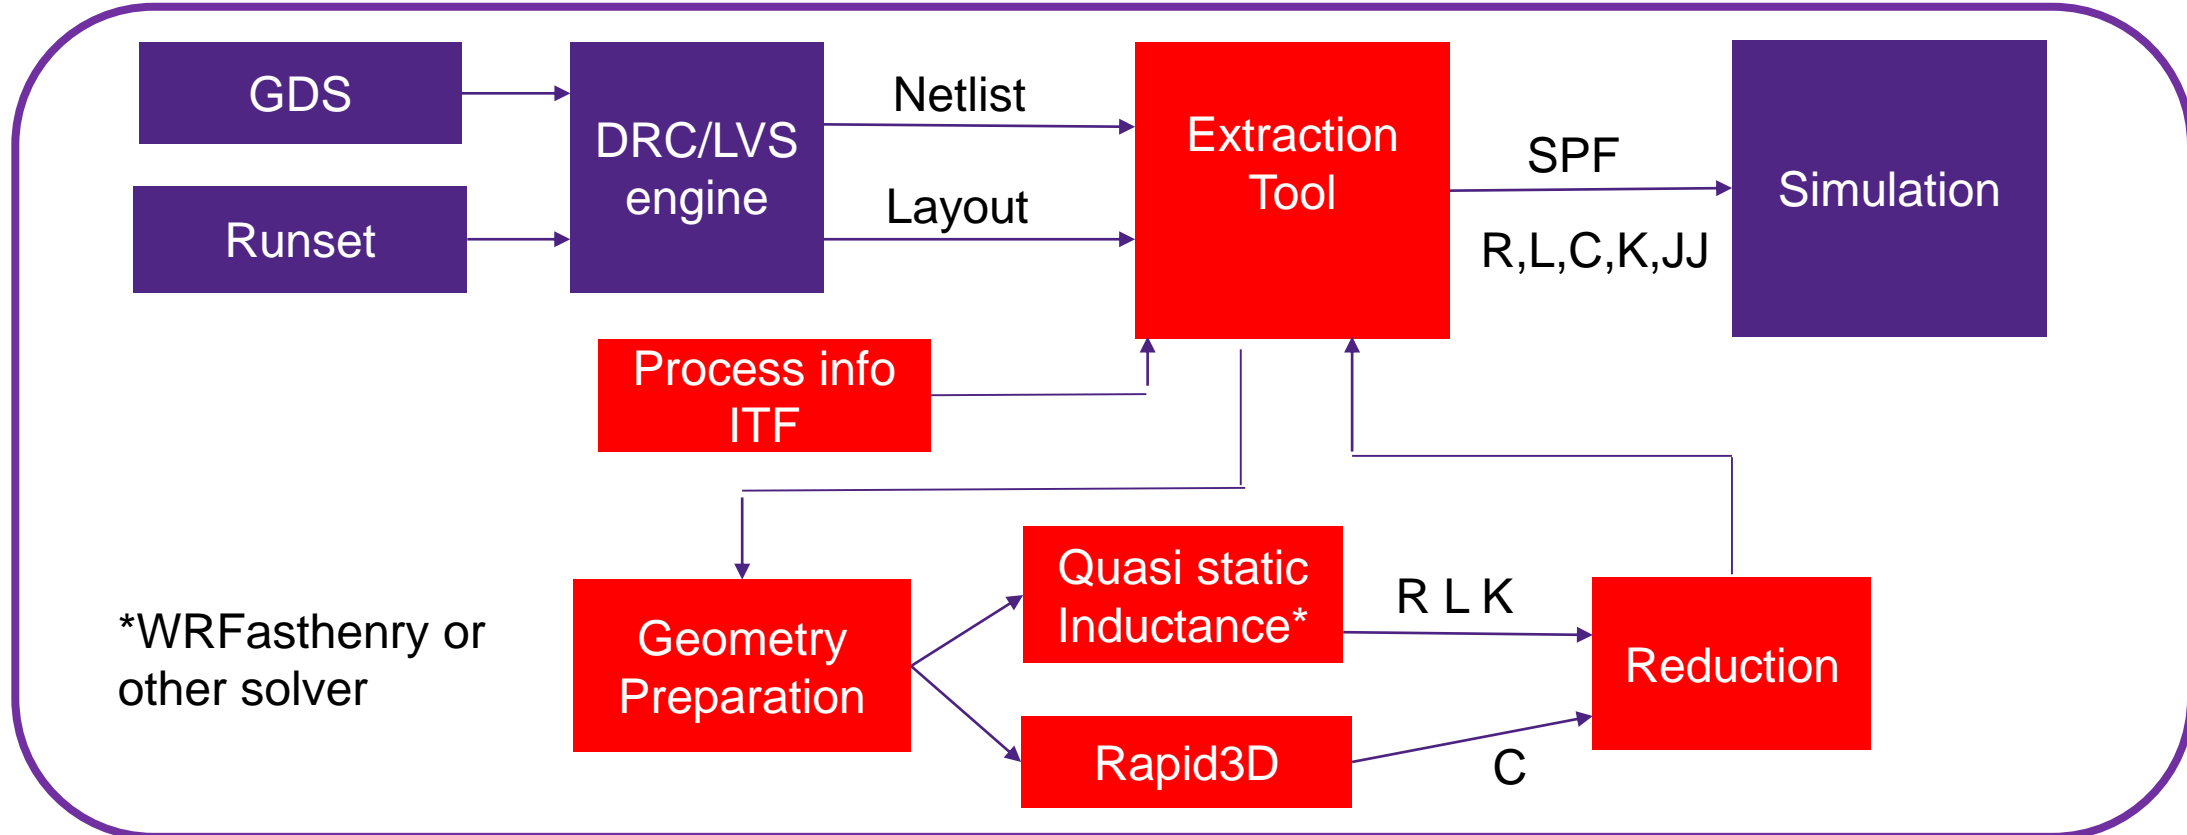 GDS
Runset
DRC/LVS
engine
Netlist
Layout
Extraction
Tool
SPF
R,L,C,K,JJ
Simulation
Process info
ITF
*WRFasthenry or
other solver
Geometry
Preparation
Quasi static
Inductance*
Rapid3D
R L K
C
Reduction